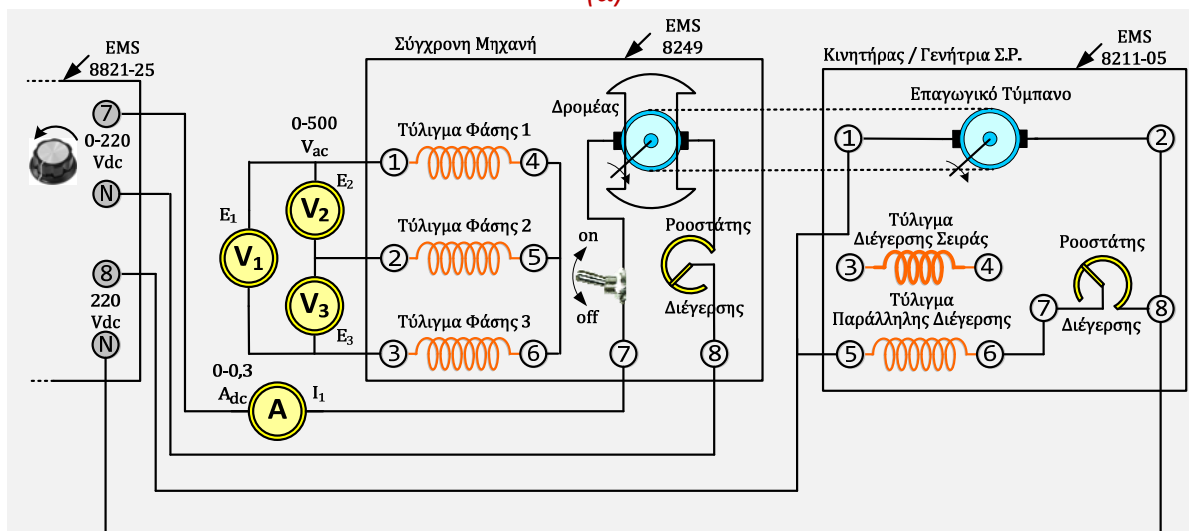 (α)
EMS
8821-25
7
0-220
Vdc
N
8
220
Vdc
N
0-500
Vac
E1
E2
V1
V2
V3
E3
0-0,3
Adc
A
I1
Σύγχρονη Μηχανή
EMS
8249
Τύλιγμα Φάσης 1
1
4
Τύλιγμα Φάσης 2
2
5
Τύλιγμα Φάσης 3
3
6
Δρομέας
on
off
Ροοστάτης
Διέγερσης
7
8
Κινητήρας / Γενήτρια Σ.Ρ.
EMS
8211-05
Επαγωγικό Τύμπανο
1
2
Τύλιγμα
Διέγερσης Σειράς
3
4
Τύλιγμα
Παράλληλης Διέγερσης
5
6
Ροοστάτης
7
8
Διέγερσης